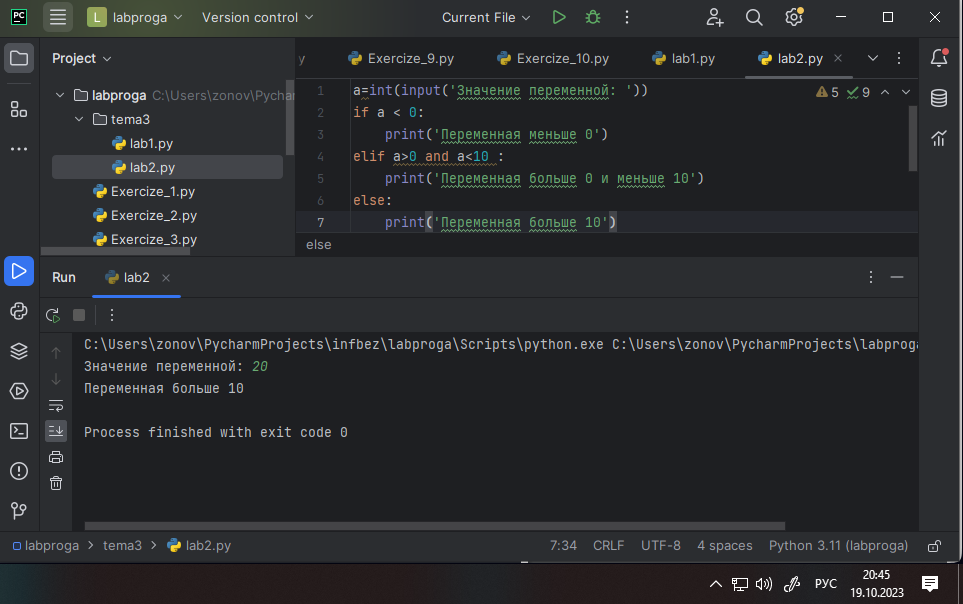 PC
L labproga Version control Current File
Project
y Exercize_9.py Exercize_10.py lab1.py lab2.py
labproga C:\Users\zonov\Pychar
tema3
lab1.py
lab2.py
Exercize_1.py
Exercize_2.py
Exercize_3.py
5 9
1 a=int(input('Значение переменной: '))
2 if a < 0:
3 print('Переменная меньше 0')
4 elif a>0 and a<10 :
5 print('Переменная больше 0 и меньше 10')
6 else:
7 print('Переменная больше 10')
else
Run lab2
C:\Users\zonov\PycharmProjects\infbez\labproga\Scripts\python.exe C:\Users\zonov\PycharmProjects\labproga
Значение переменной: 20
Переменная больше 10
Process finished with exit code 0
labproga > tema3 > lab2.py 7:34 CRLF UTF-8 4 spaces Python 3.11 (labproga)
РУС 20:45
19.10.2023